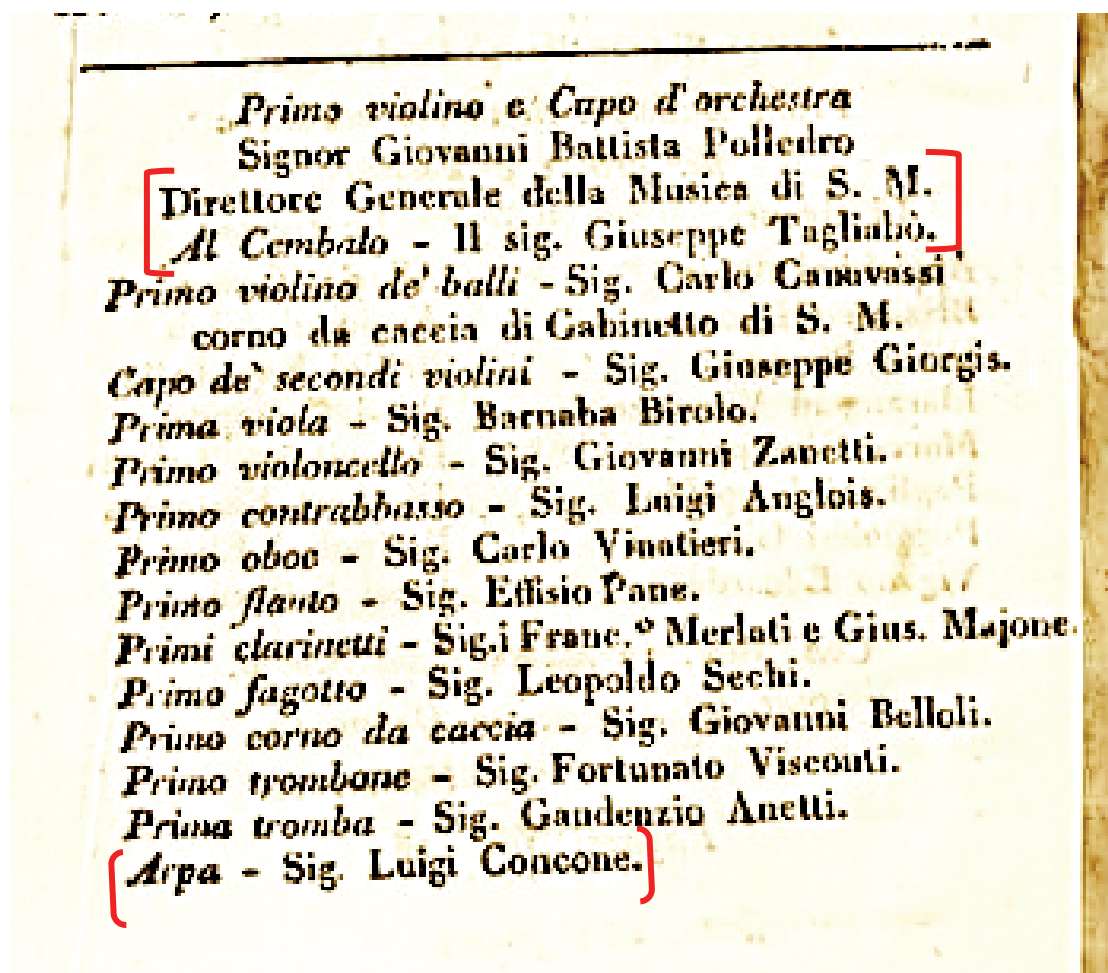 Primo violino e Capo d'orchestra
Signor Giovanni Battista Polledro
Direttore Generale della Musica di S. M.
Al Cembalo - Il sig. Giuseppe Tagliabò.
Primo violino de' balli - Sig. Carlo Canavassi
corno da caccia di Gabinetto di S. M.
Capo de' secondi violini - Sig. Giuseppe Giorgis.
Prima viola - Sig. Barnaba Birolo.
Primo violoncello - Sig. Giovanni Zanetti.
Primo contrabbasso - Sig. Luigi Anglois.
Primo oboe - Sig. Carlo Vinatieri.
Primo flauto - Sig. Effisio Pane.
Primi clarinetti - Sig.i Franc.° Merlati e Gius. Majone.
Primo fagotto - Sig. Leopoldo Sechi.
Primo corno da caccia - Sig. Giovanni Belloli.
Primo trombone - Sig. Fortunato Visconti.
Prima tromba - Sig. Gaudenzio Anetti.
Arpa - Sig. Luigi Concone.